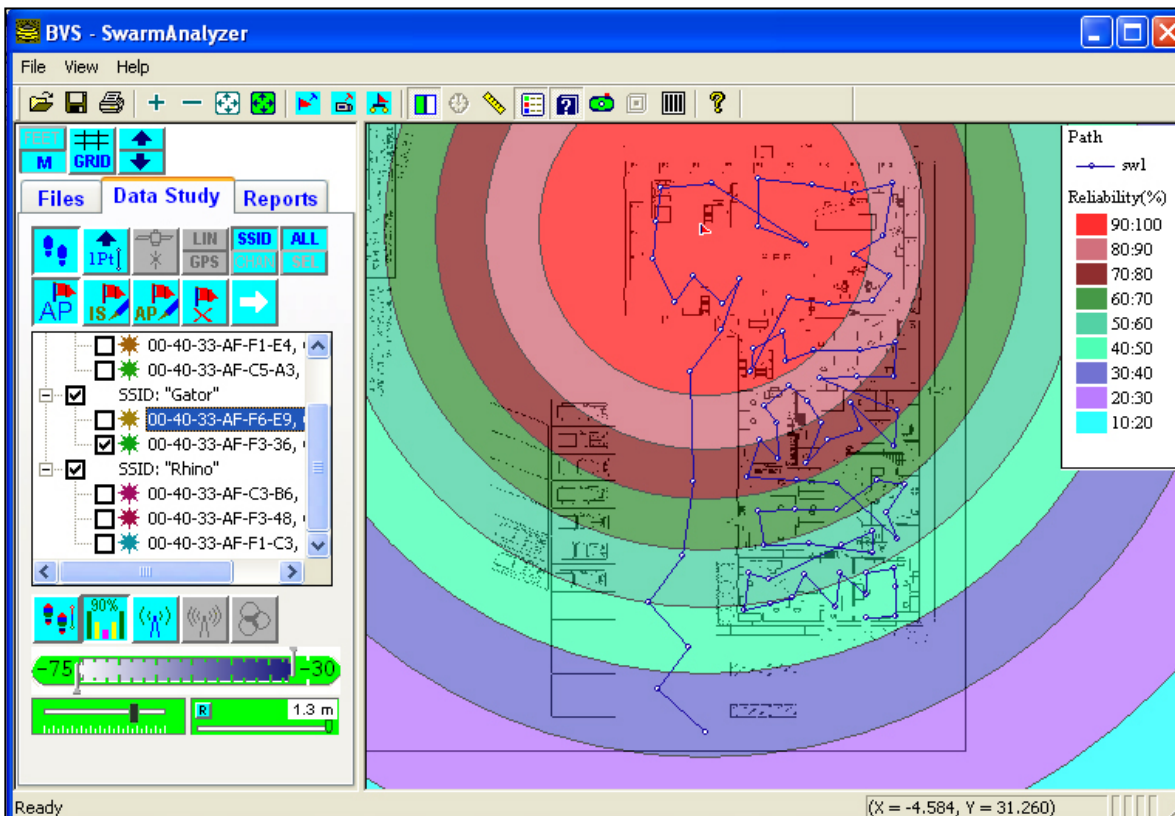 BVS - SwarmAnalyzer
File View Help
FEET
M GRID
Files Data Study Reports
1Pt LIN SSID ALL
GPS CHAN SEL
AP IS AP
00-40-33-AF-F1-E4,
00-40-33-AF-C5-A3,
SSID: "Gator"
00-40-33-AF-F6-E9,
00-40-33-AF-F3-36,
SSID: "Rhino"
00-40-33-AF-C3-B6,
00-40-33-AF-F3-48,
00-40-33-AF-F1-C3,
90%
-75 -30
R 1.3 m
Path
sw1
Reliability(%)
90:100
80:90
70:80
60:70
50:60
40:50
30:40
20:30
10:20
Ready (X = -4.584, Y = 31.260)